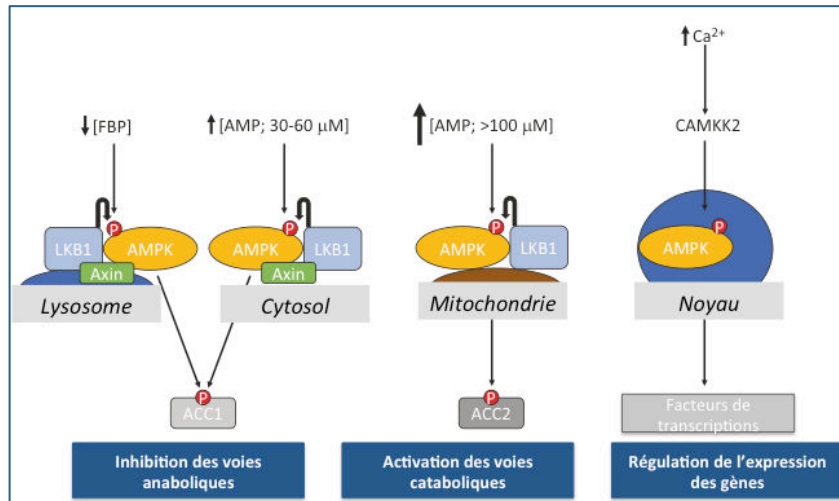 ↑ Ca²⁺
↓ [FBP]
↑ [AMP; 30-60 µM]
↑ [AMP; >100 µM]
CAMKK2
P
LKB1
AMPK
Axin
Lysosome
P
AMPK
LKB1
Axin
Cytosol
P
AMPK
LKB1
Mitochondrie
P
AMPK
Noyau
P
ACC1
P
ACC2
Facteurs de
transcriptions
Inhibition des voies
anaboliques
Activation des voies
cataboliques
Régulation de l’expression
des gènes